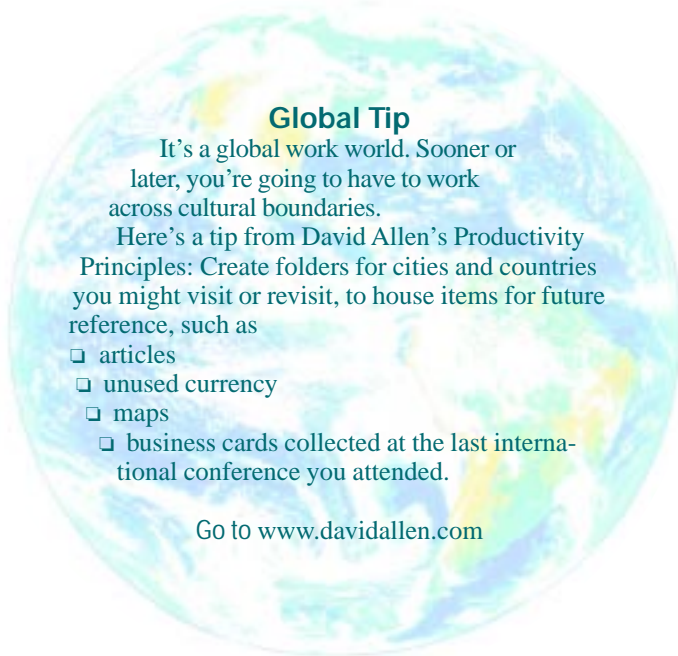 Global Tip
It’s a global work world. Sooner or
later, you’re going to have to work
across cultural boundaries.
Here’s a tip from David Allen’s Productivity
Principles: Create folders for cities and countries
you might visit or revisit, to house items for future
reference, such as
❏ articles
❏ unused currency
❏ maps
❏ business cards collected at the last interna-
tional conference you attended.
Go to www.davidallen.com